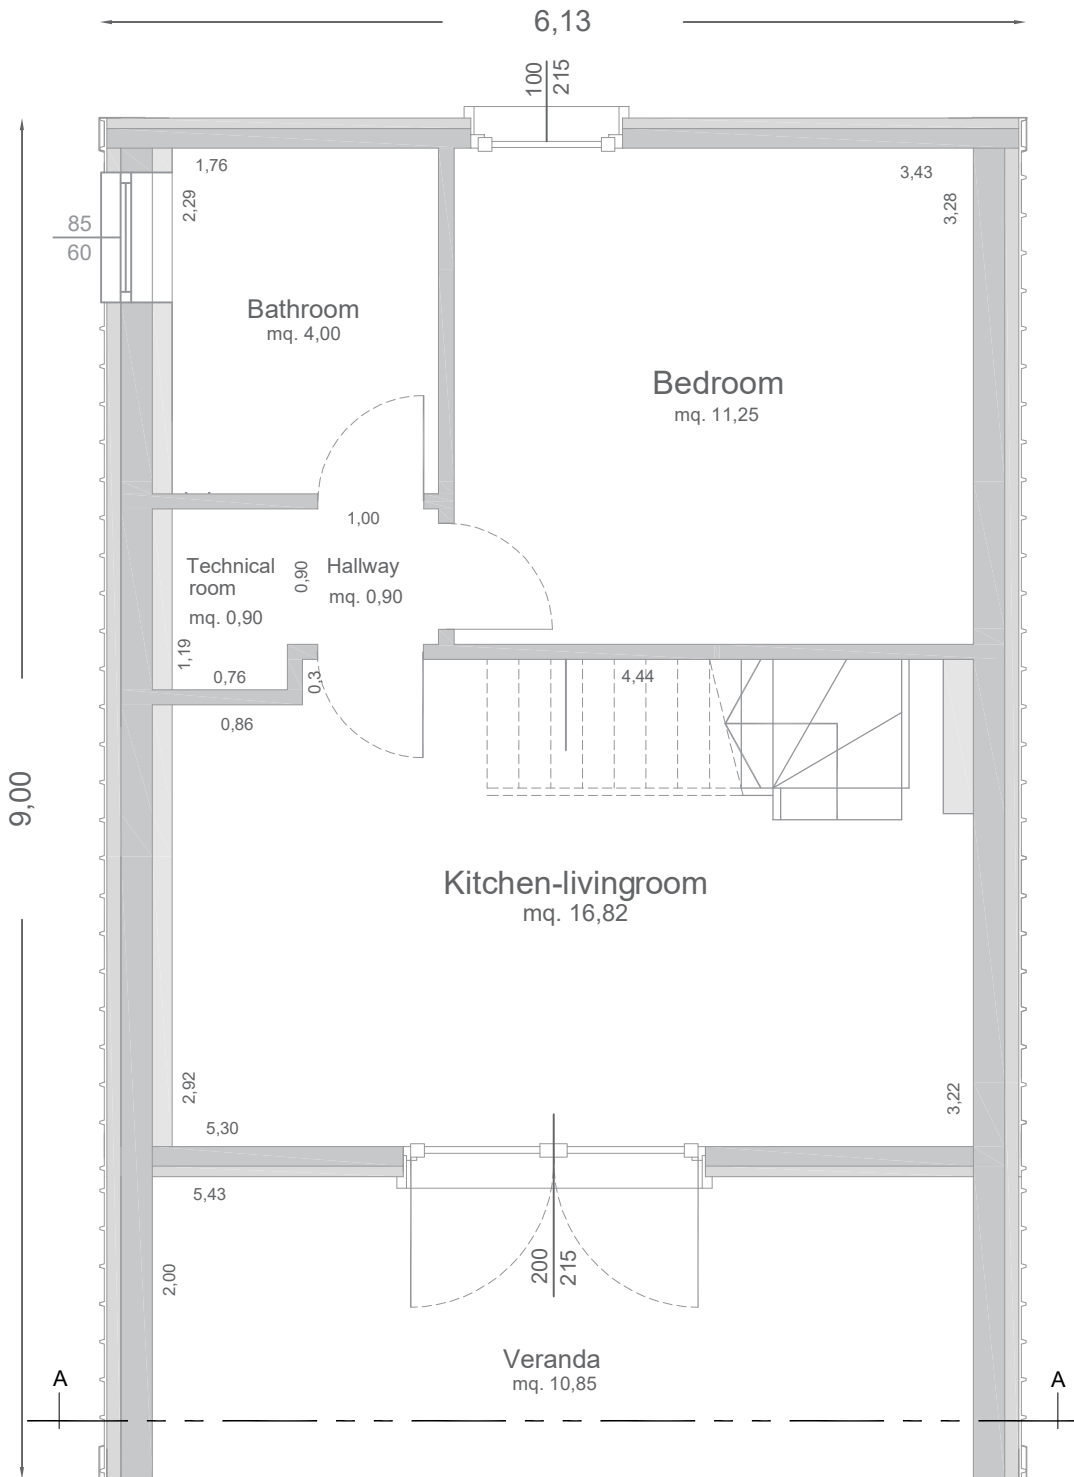 6,13
100
215
1,76
3,43
2,29
3,28
85
60
Bathroom
mq. 4,00
Bedroom
mq. 11,25
1,00
Technical
room
mq. 0,90
0,90
Hallway
mq. 0,90
1,19
0,76
0,3
4,44
0,86
9,00
Kitchen-livingroom
mq. 16,82
2,92
3,22
5,30
5,43
2,00
200
215
Veranda
mq. 10,85
A
A